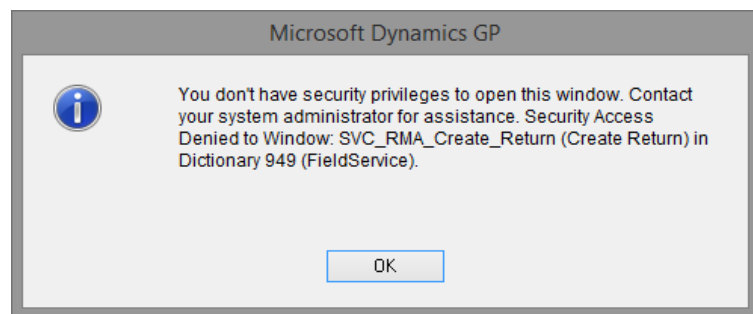 Microsoft Dynamics GP
You don't have security privileges to open this window. Contact
your system administrator for assistance. Security Access
Denied to Window: SVC_RMA_Create_Return (Create Return) in
Dictionary 949 (FieldService).
OK